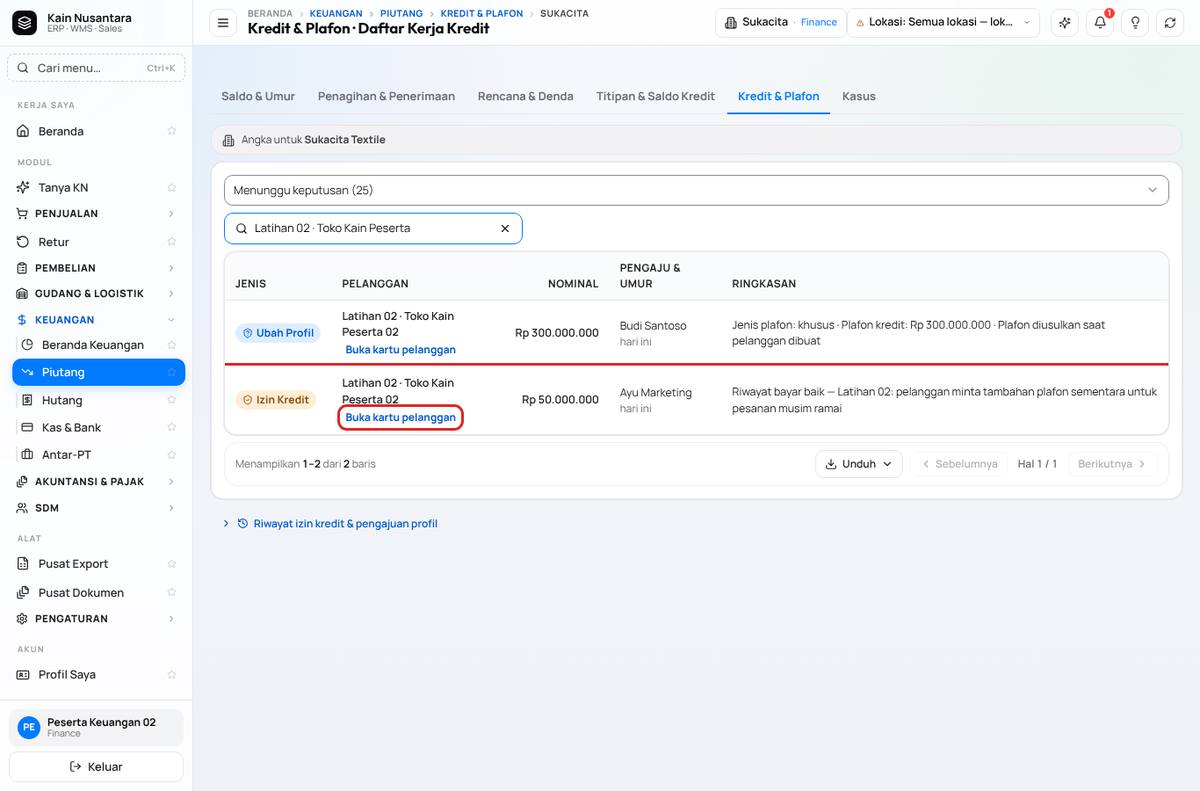 Kain Nusantara
ERP · WMS · Sales
Cari menu...
Ctrl+K
KERJA SAYA
Beranda
MODUL
Tanya KN
PENJUALAN
Retur
PEMBELIAN
GUDANG & LOGISTIK
KEUANGAN
Beranda Keuangan
Piutang
Hutang
Kas & Bank
Antar-PT
AKUNTANSI & PAJAK
SDM
ALAT
Pusat Export
Pusat Dokumen
PENGATURAN
AKUN
Profil Saya
PE
Peserta Keuangan 02
Finance
Keluar
BERANDA › KEUANGAN › PIUTANG › KREDIT & PLAFON › SUKACITA
Kredit & Plafon · Daftar Kerja Kredit
Sukacita · Finance
Lokasi: Semua lokasi — lok...
1
Saldo & Umur
Penagihan & Penerimaan
Rencana & Denda
Titipan & Saldo Kredit
Kredit & Plafon
Kasus
Angka untuk Sukacita Textile
Menunggu keputusan (25)
Latihan 02 · Toko Kain Peserta
JENIS
PELANGGAN
NOMINAL
PENGAJU &
UMUR
RINGKASAN
Ubah Profil
Latihan 02 · Toko Kain
Peserta 02
Buka kartu pelanggan
Rp 300.000.000
Budi Santoso
hari ini
Jenis plafon: khusus · Plafon kredit: Rp 300.000.000 · Plafon diusulkan saat
pelanggan dibuat
Izin Kredit
Latihan 02 · Toko Kain
Peserta 02
Buka kartu pelanggan
Rp 50.000.000
Ayu Marketing
hari ini
Riwayat bayar baik — Latihan 02: pelanggan minta tambahan plafon sementara untuk
pesanan musim ramai
Menampilkan 1–2 dari 2 baris
Unduh
Sebelumnya
Hal 1 / 1
Berikutnya
Riwayat izin kredit & pengajuan profil